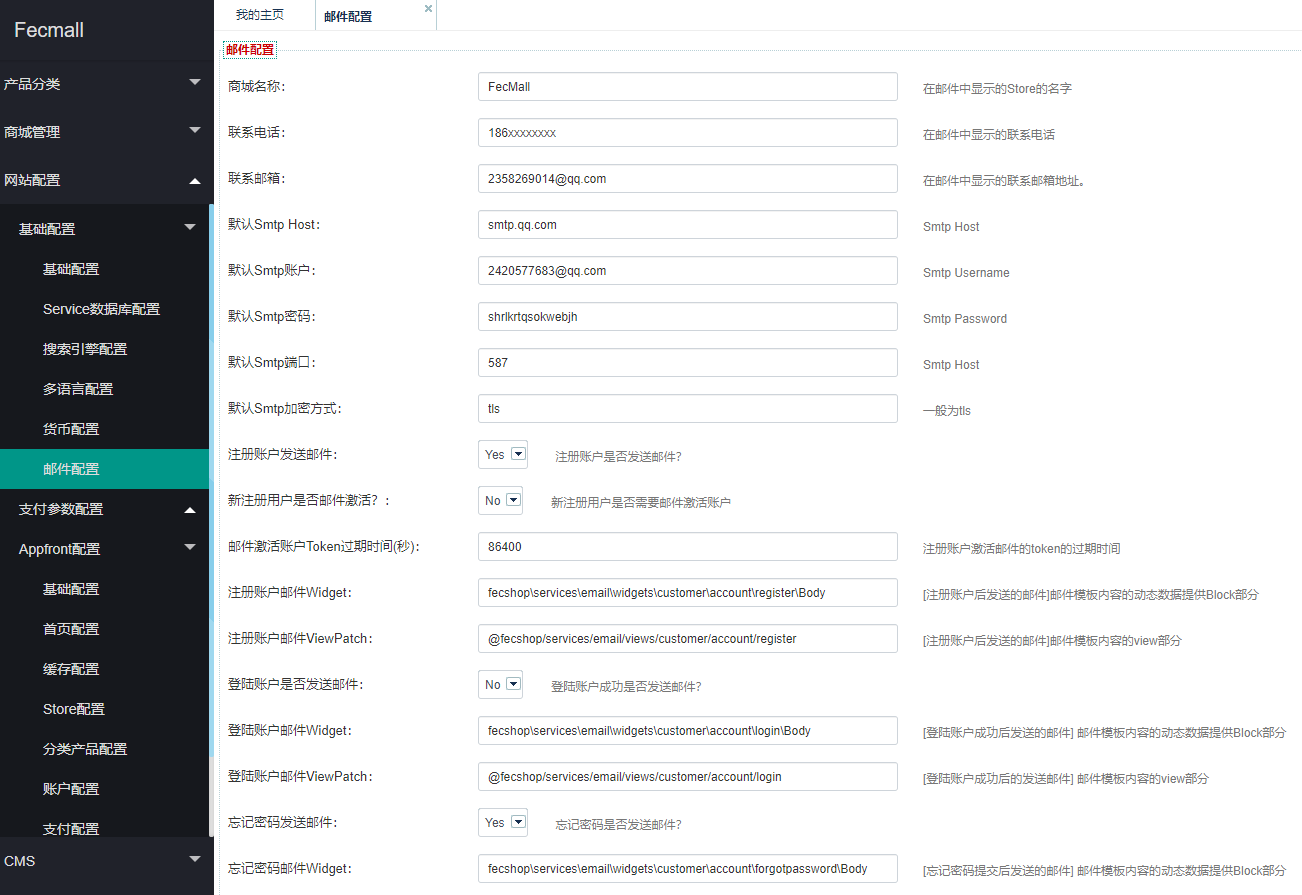 Fecmall
产品分类
商城管理
网站配置
基础配置
基础配置
Service数据库配置
搜索引擎配置
多语言配置
货币配置
邮件配置
支付参数配置
Appfront配置
基础配置
首页配置
缓存配置
Store配置
分类产品配置
账户配置
支付配置
CMS
我的主页 邮件配置
邮件配置
商城名称: FecMall 在邮件中显示的Store的名字
联系电话: 186xxxxxxxx 在邮件中显示的联系电话
联系邮箱: 2358269014@qq.com 在邮件中显示的联系邮箱地址。
默认Smtp Host: smtp.qq.com Smtp Host
默认Smtp账户: 2420577683@qq.com Smtp Username
默认Smtp密码: shrlkrtqsokwebjh Smtp Password
默认Smtp端口: 587 Smtp Host
默认Smtp加密方式: tls 一般为tls
注册账户发送邮件: Yes 注册账户是否发送邮件?
新注册用户是否邮件激活? : No 新注册用户是否需要邮件激活账户
邮件激活账户Token过期时间(秒): 86400 注册账户激活邮件的token的过期时间
注册账户邮件Widget: fecshop\services\email\widgets\customer\account\register\Body [注册账户后发送的邮件]邮件模板内容的动态数据提供Block部分
注册账户邮件ViewPatch: @fecshop/services/email/views/customer/account/register [注册账户后发送的邮件]邮件模板内容的view部分
登陆账户是否发送邮件: No 登陆账户成功是否发送邮件?
登陆账户邮件Widget: fecshop\services\email\widgets\customer\account\login\Body [登陆账户成功后发送的邮件] 邮件模板内容的动态数据提供Block部分
登陆账户邮件ViewPatch: @fecshop/services/email/views/customer/account/login [登陆账户成功后的发送邮件] 邮件模板内容的view部分
忘记密码发送邮件: Yes 忘记密码是否发送邮件?
忘记密码邮件Widget: fecshop\services\email\widgets\customer\account\forgotpassword\Body [忘记密码提交后发送的邮件] 邮件模板内容的动态数据提供Block部分